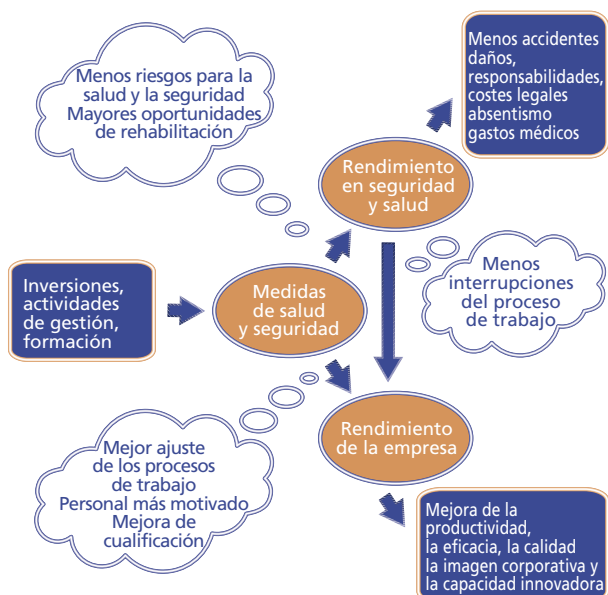 Menos riesgos para la
salud y la seguridad
Mayores oportunidades
de rehabilitación
Menos accidentes
daños,
responsabilidades,
costes legales
absentismo
gastos médicos
Rendimiento
en seguridad
y salud
Menos
interrupciones
del proceso
de trabajo
Inversiones,
actividades
de gestión,
formación
Medidas
de salud
y seguridad
Mejor ajuste
de los procesos
de trabajo
Personal más motivado
Mejora de
cualificación
Rendimiento
de la empresa
Mejora de la
productividad,
la eficacia, la calidad
la imagen corporativa y
la capacidad innovadora